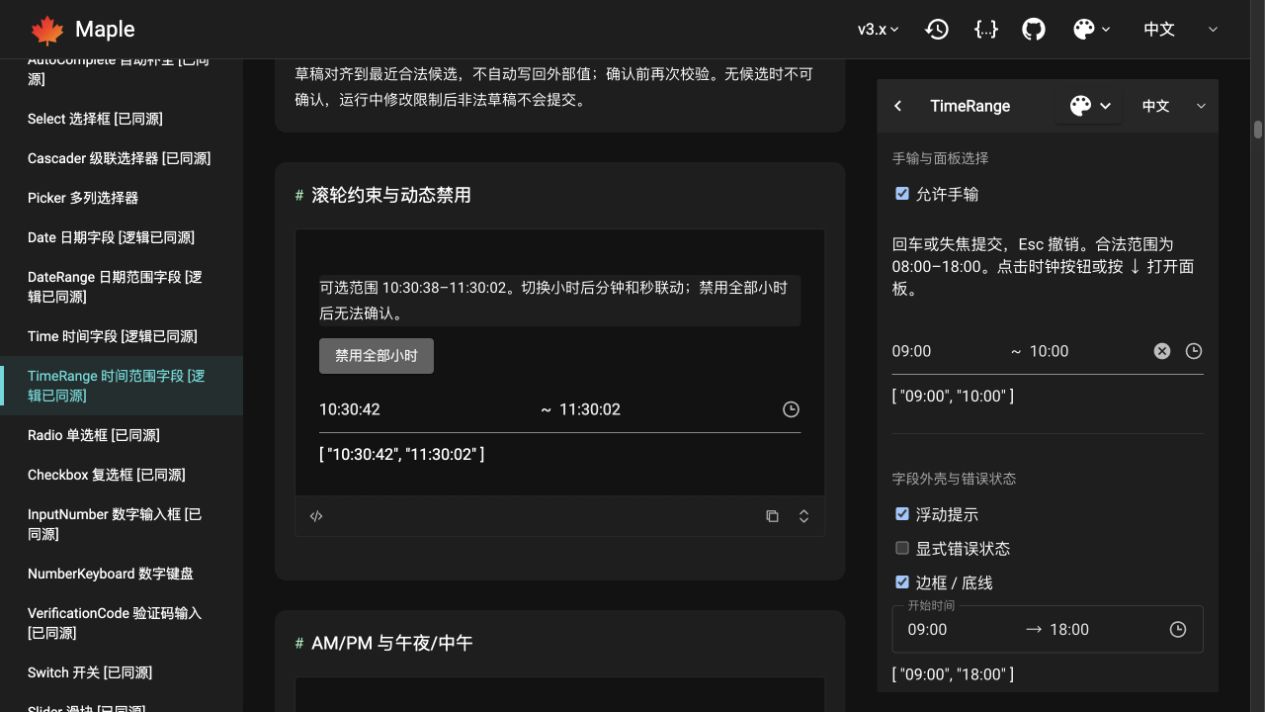 Maple
v3.x
中文
AutoComplete 自动补全 [已同
源]
Select 选择框 [已同源]
Cascader 级联选择器 [已同源]
Picker 多列选择器
Date 日期字段 [逻辑已同源]
DateRange 日期范围字段 [逻
辑已同源]
Time 时间字段 [逻辑已同源]
TimeRange 时间范围字段 [逻
辑已同源]
Radio 单选框 [已同源]
Checkbox 复选框 [已同源]
InputNumber 数字输入框 [已
同源]
NumberKeyboard 数字键盘
VerificationCode 验证码输入
[已同源]
Switch 开关 [已同源]
Slider 滑块 [已同源]
草稿对齐到最近合法候选，不自动写回外部值；确认前再次校验。无候选时不可
确认，运行中修改限制后非法草稿不会提交。
# 滚轮约束与动态禁用
可选范围 10:30:38–11:30:02。切换小时后分钟和秒联动；禁用全部小时
后无法确认。
禁用全部小时
10:30:42 ~ 11:30:02
[ "10:30:42", "11:30:02" ]
# AM/PM 与午夜/中午
TimeRange
中文
手输与面板选择
允许手输
回车或失焦提交，Esc 撤销。合法范围为
08:00–18:00。点击时钟按钮或按 ↓ 打开面
板。
09:00 ~ 10:00
[ "09:00", "10:00" ]
字段外壳与错误状态
浮动提示
显式错误状态
边框 / 底线
开始时间
09:00 → 18:00
[ "09:00", "18:00" ]